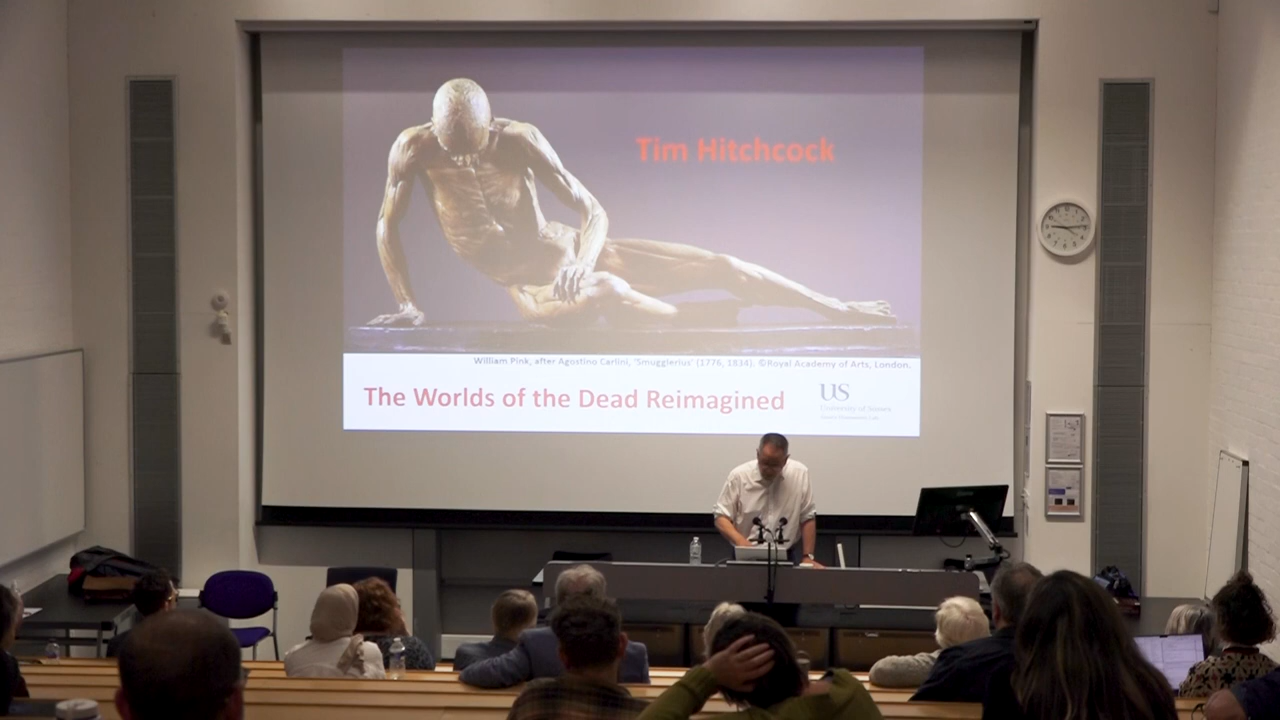 Tim Hitchcock
William Pink, after Agostino Carlini, 'Smugglerius' (1776, 1834). ©Royal Academy of Arts, London.
The Worlds of the Dead Reimagined
US
University of Sussex